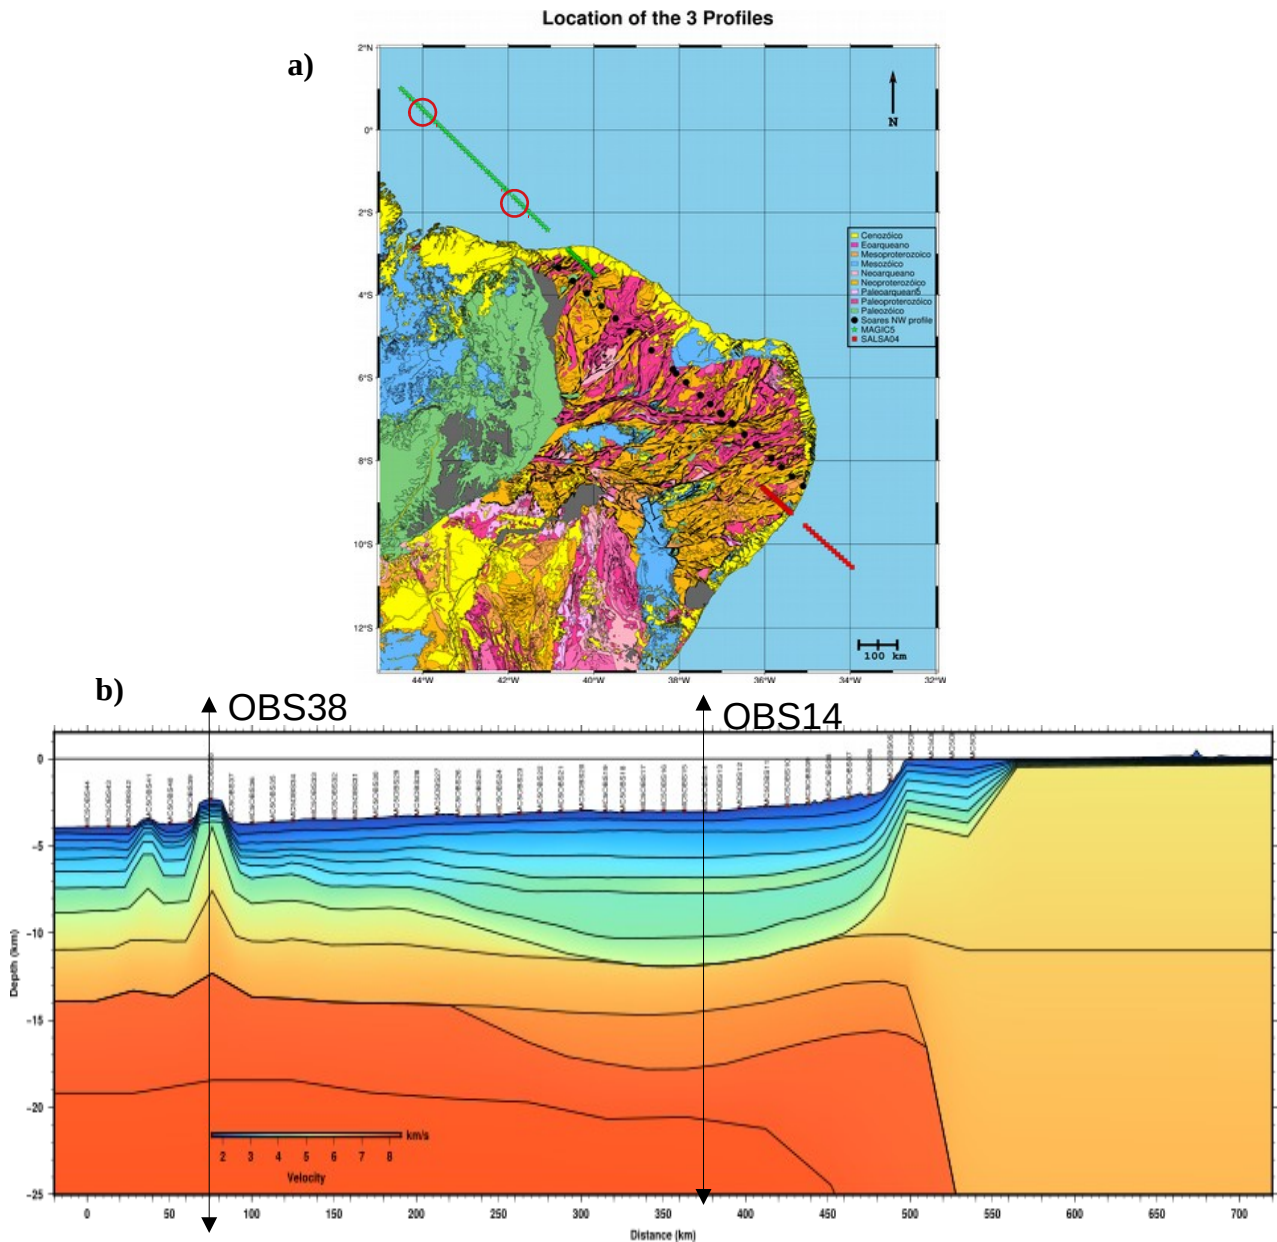 Location of the 3 Profiles
a)
2°N
0°
2°S
4°S
6°S
8°S
10°S
12°S
44°W 42°W 40°W 38°W 36°W 34°W 32°W
N
Cenozóico
Eoarqueano
Mesoproterozoico
Mesozóico
Neoarqueano
Neoproterozóico
Paleoarqueano
Paleoproterozóico
Paleozóico
Soares NW profile
MAGIC5
SALSA04
100 km
b)
OBS38
OBS14
0
-5
-10
-15
-20
-25
Depth (km)
km/s
2 3 4 5 6 7 8
Velocity
0 50 100 150 200 250 300 350 400 450 500 550 600 650 700
Distance (km)